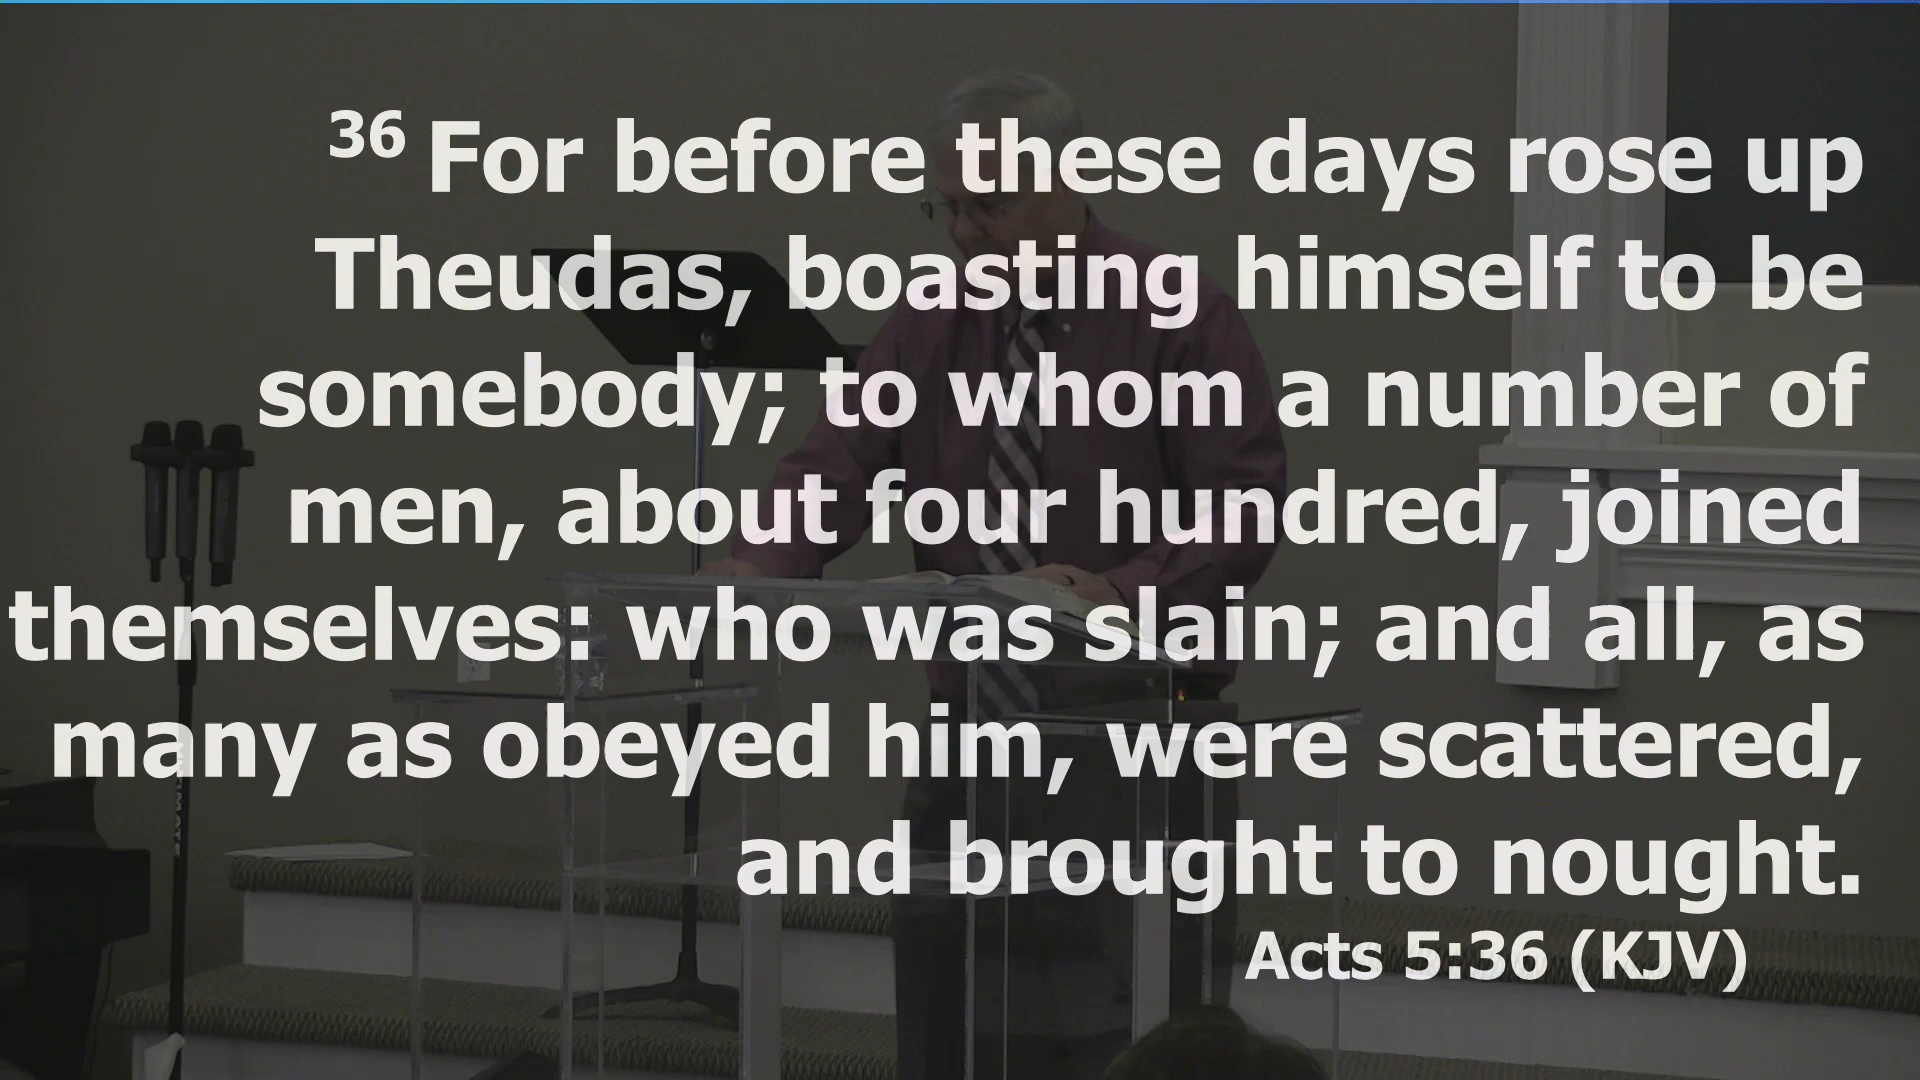 36 For before these days rose up
Theudas, boasting himself to be
somebody; to whom a number of
men, about four hundred, joined
themselves: who was slain; and all, as
many as obeyed him, were scattered,
and brought to nought.
Acts 5:36 (KJV)